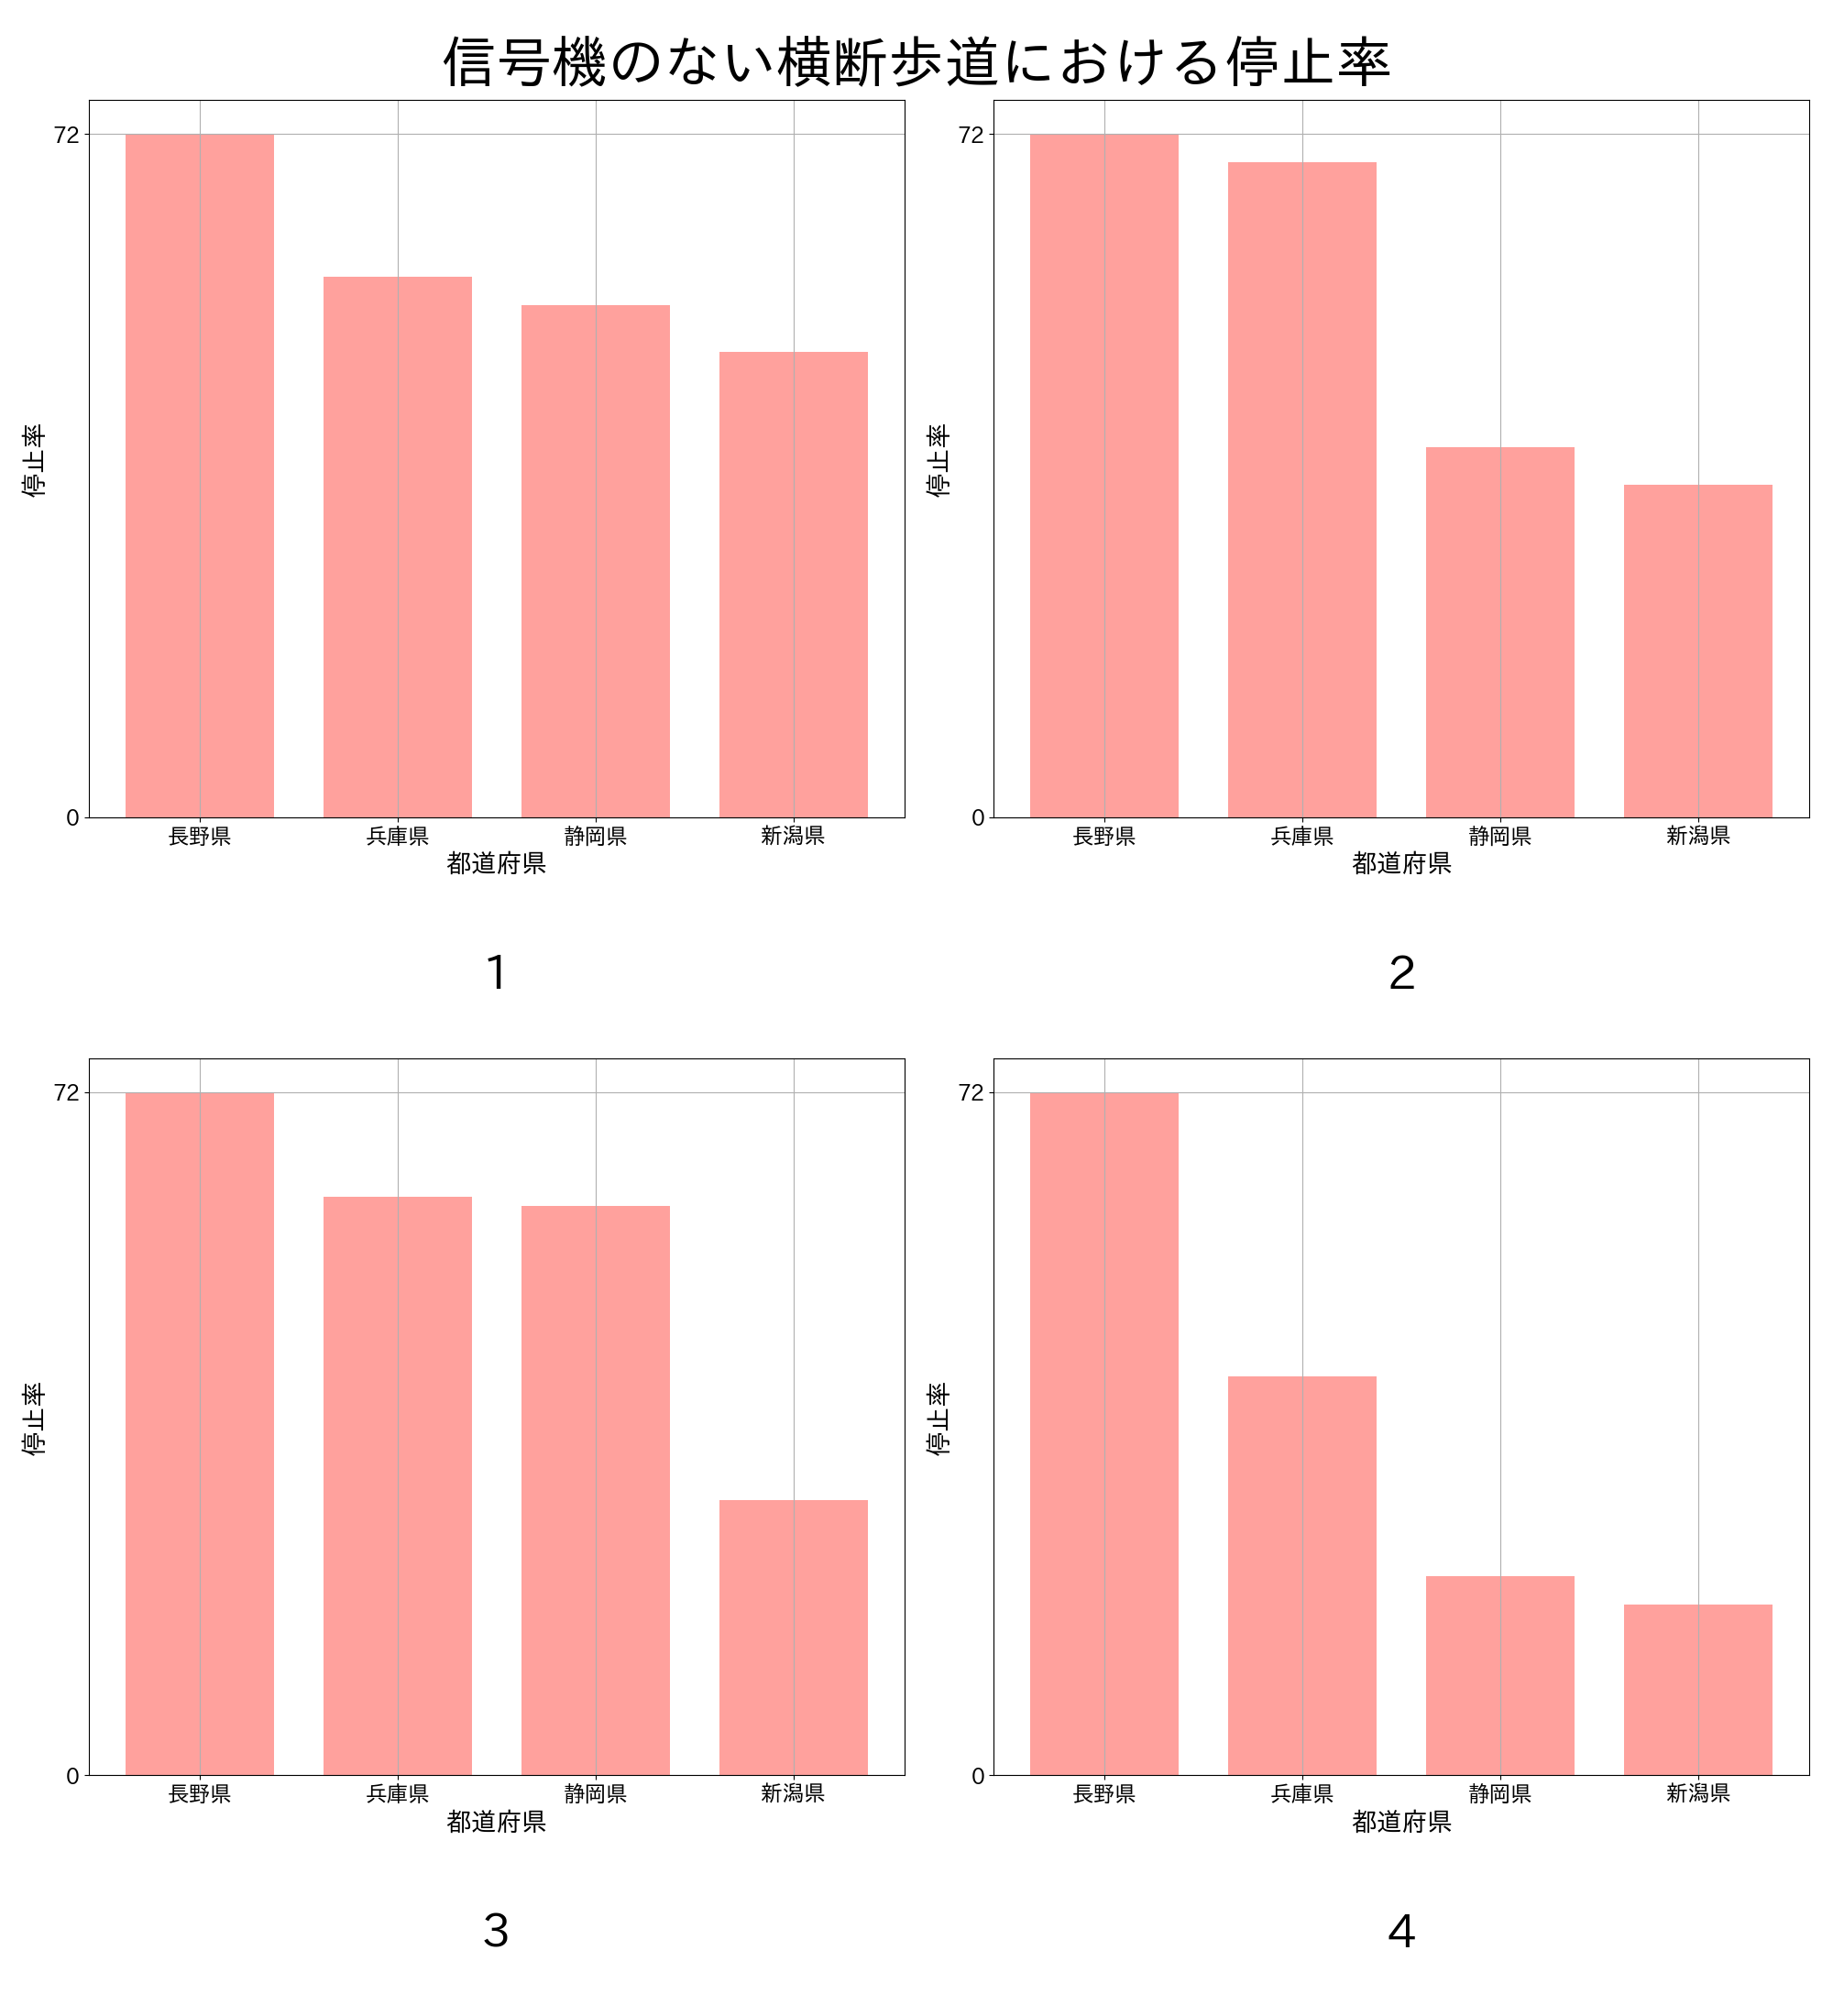 信号機のない横断歩道における停止率
72
0
停止率
長野県 兵庫県 静岡県 新潟県
都道府県
1
72
0
停止率
長野県 兵庫県 静岡県 新潟県
都道府県
2
72
0
停止率
長野県 兵庫県 静岡県 新潟県
都道府県
3
72
0
停止率
長野県 兵庫県 静岡県 新潟県
都道府県
4